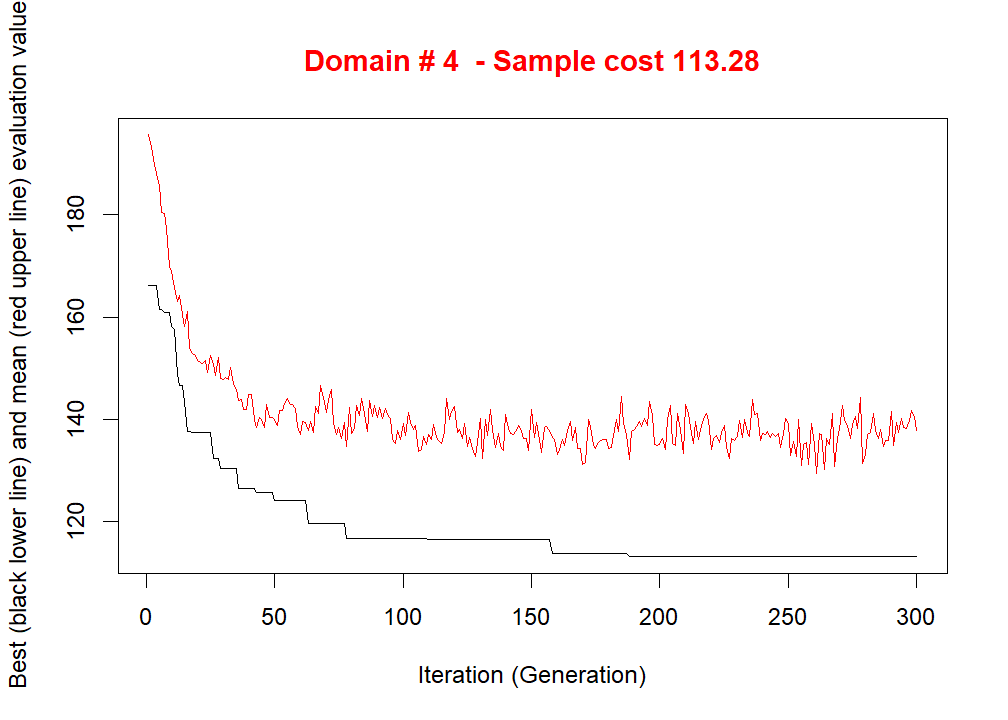 Domain # 4  - Sample cost 113.28
Best (black lower line) and mean (red upper line) evaluation value
180
160
140
120
0 50 100 150 200 250 300
Iteration (Generation)